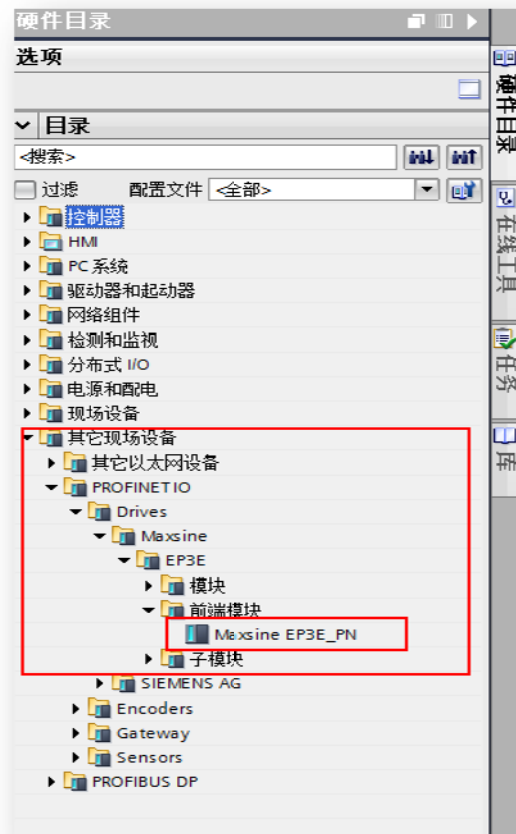 硬件目录
选项
目录
<搜索>
过滤 配置文件 <全部>
控制器
HMI
PC 系统
驱动器和起动器
网络组件
检测和监视
分布式 I/O
电源和配电
现场设备
其它现场设备
其它以太网设备
PROFINET IO
Drives
Maxsine
EP3E
模块
前端模块
Maxsine EP3E_PN
子模块
SIEMENS AG
Encoders
Gateway
Sensors
PROFIBUS DP
硬件目录
在线工具
任务
库